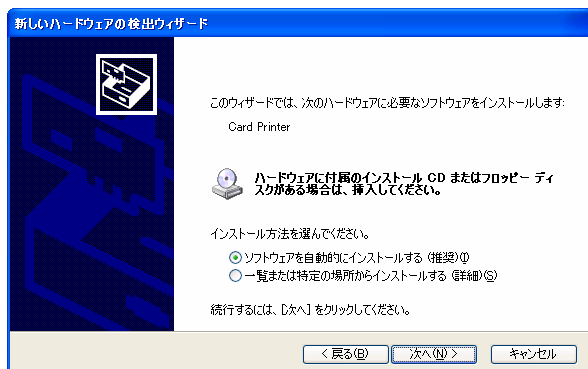 新しいハードウェアの検出ウィザード
このウィザードでは、次のハードウェアに必要なソフトウェアをインストールします:
Card Printer
ハードウェアに付属のインストール CD またはフロッピー ディ
スクがある場合は、挿入してください。
インストール方法を選んでください。
ソフトウェアを自動的にインストールする (推奨)(I)
一覧または特定の場所からインストールする (詳細)(S)
続行するには、[次へ] をクリックしてください。
< 戻る(B) 次へ(N) > キャンセル